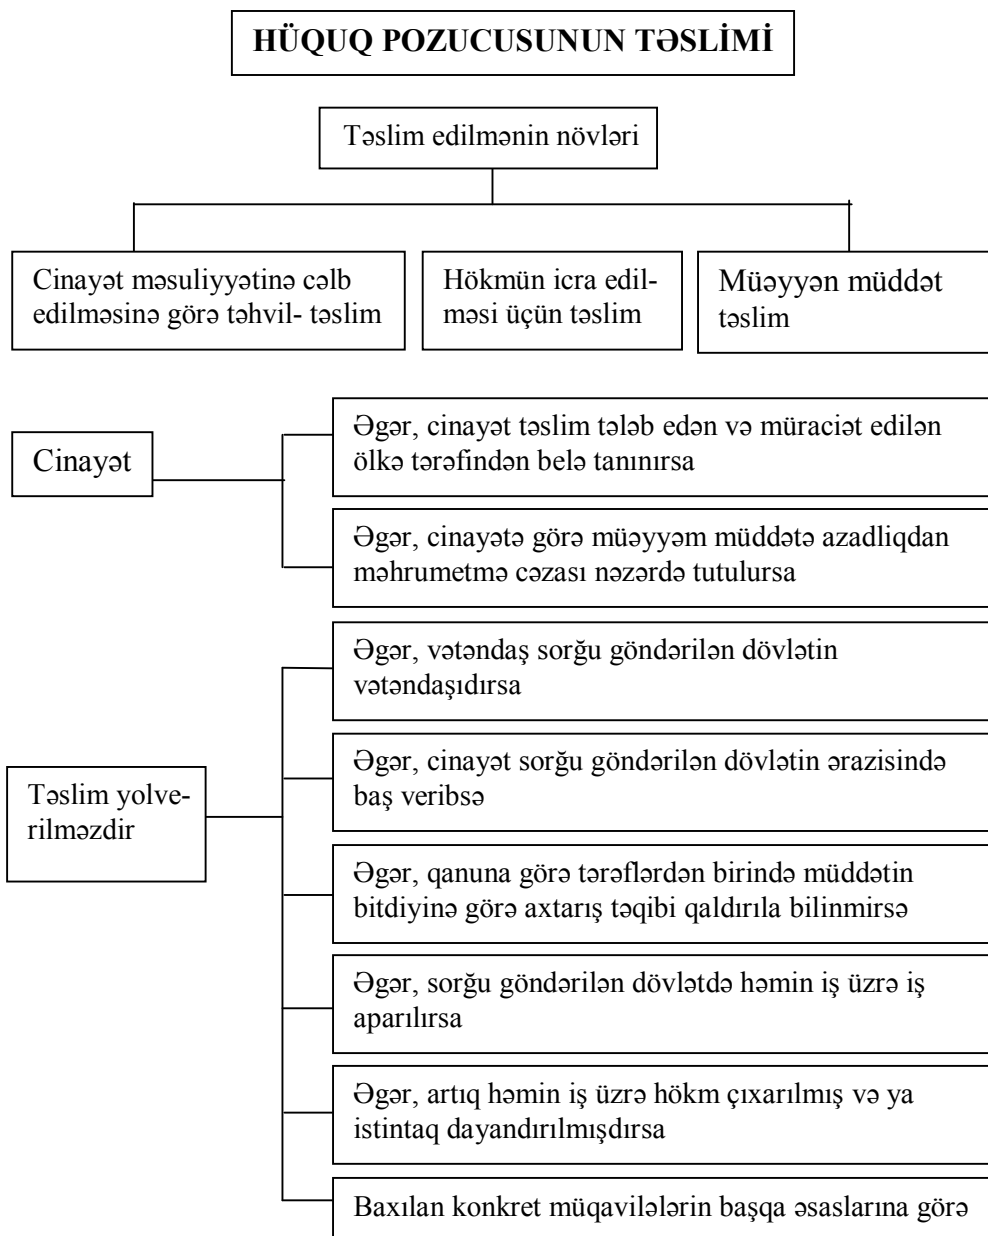 HÜQUQ POZUCUSUNUN TƏSLİMİ
Təslim edilmənin növləri
Cinayət məsuliyyətinə cəlb
edilməsinə görə təhvil- təslim
Hökmün icra edil-
məsi üçün təslim
Müəyyən müddət
təslim
Cinayət
Əgər, cinayət təslim tələb edən və müraciət edilən
ölkə tərəfindən belə tanınırsa
Əgər, cinayətə görə müəyyəm müddətə azadliqdan
məhrumetmə cəzası nəzərdə tutulursa
Təslim yolve-
rilməzdir
Əgər, vətəndaş sorğu göndərilən dövlətin
vətəndaşıdırsa
Əgər, cinayət sorğu göndərilən dövlətin ərazisində
baş veribsə
Əgər, qanuna görə tərəflərdən birində müddətin
bitdiyinə görə axtarış təqibi qaldırıla bilinmirsə
Əgər, sorğu göndərilən dövlətdə həmin iş üzrə iş
aparılırsa
Əgər, artıq həmin iş üzrə hökm çıxarılmış və ya
istintaq dayandırılmışdırsa
Baxılan konkret müqavilələrin başqa əsaslarına görə